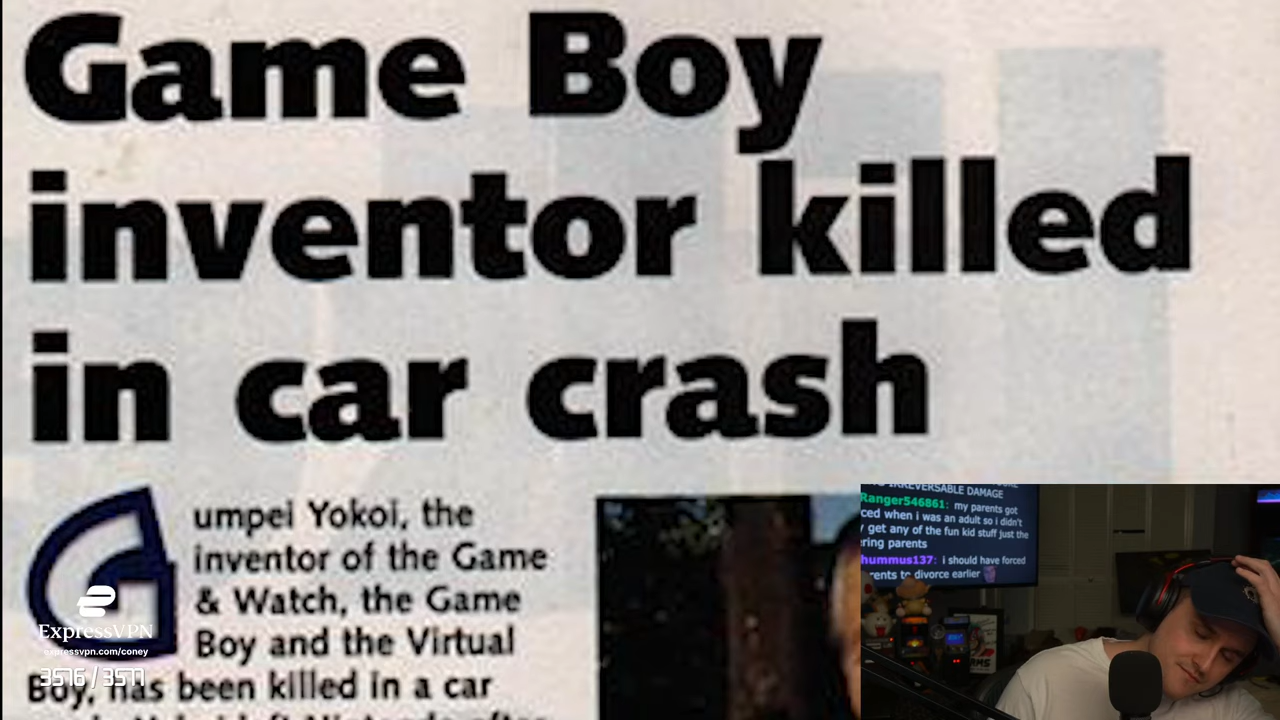 Game Boy
inventor killed
in car crash
Gumpei Yokoi, the
inventor of the Game
& Watch, the Game
Boy and the Virtual
Boy, has been killed in a car
ExpressVPN
expressvpn.com/coney
3516 / 3571
IRREVERSABLE DAMAGE
Ranger546861: my parents got
ced when i was an adult so i didn't
y get any of the fun kid stuff just the
ring parents
hummus137: i should have forced
rents to divorce earlier